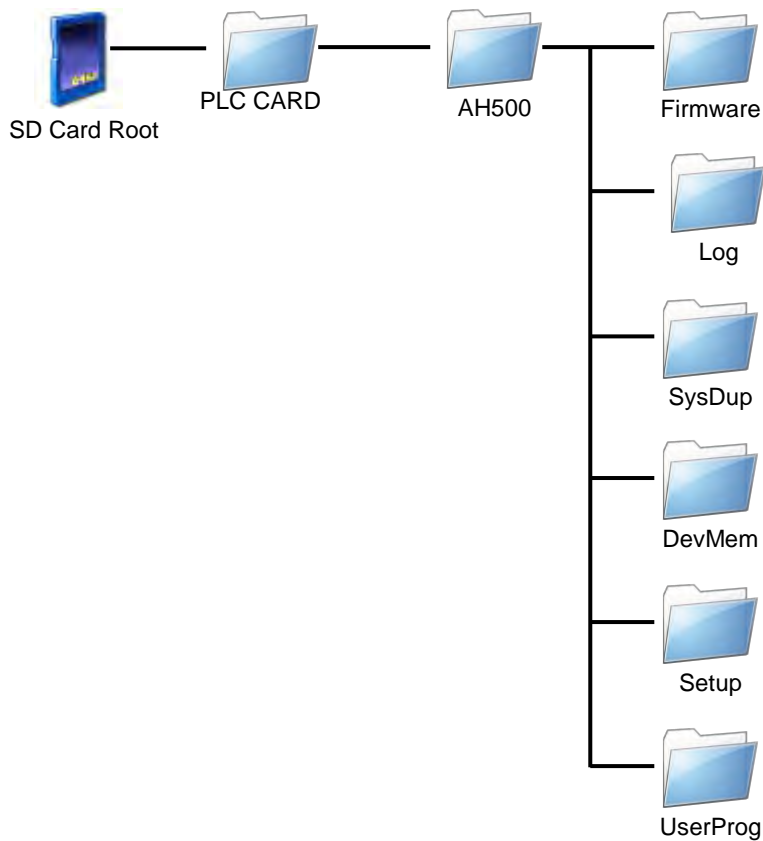 SD Card Root
PLC CARD
AH500
Firmware
Log
SysDup
DevMem
Setup
UserProg